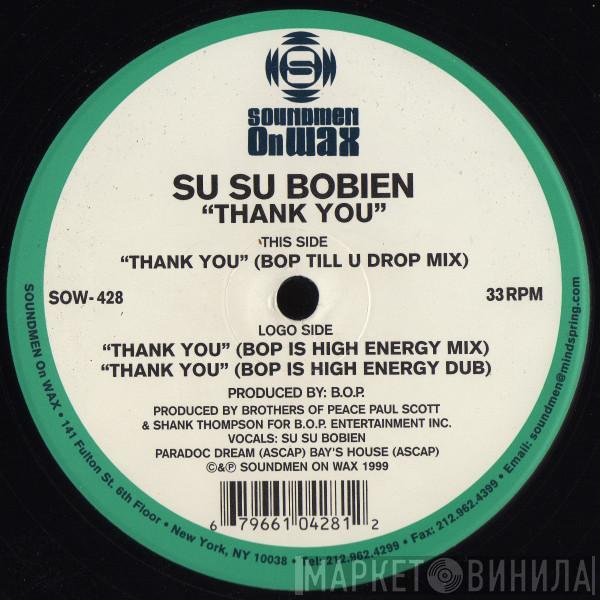 SOUNDMEN
On WAX
SU SU BOBIEN
“THANK YOU”
THIS SIDE
“THANK YOU” (BOP TILL U DROP MIX)
SOW- 428
33 RPM
LOGO SIDE
“THANK YOU” (BOP IS HIGH ENERGY MIX)
“THANK YOU” (BOP IS HIGH ENERGY DUB)
PRODUCED BY: B.O.P.
PRODUCED BY BROTHERS OF PEACE PAUL SCOTT
& SHANK THOMPSON FOR B.O.P. ENTERTAINMENT INC.
VOCALS: SU SU BOBIEN
PARADOC DREAM (ASCAP) BAY'S HOUSE (ASCAP)
©&℗ SOUNDMEN ON WAX 1999
6 79661 04281 2
SOUNDMEN On WAX • 141 Fulton St. 6th Floor • New York, NY 10038 • Tel: 212.962.4299 • Fax: 212.962.4399 • Email: soundmen@mindspring.com
МАРКЕТ ВИНИЛА